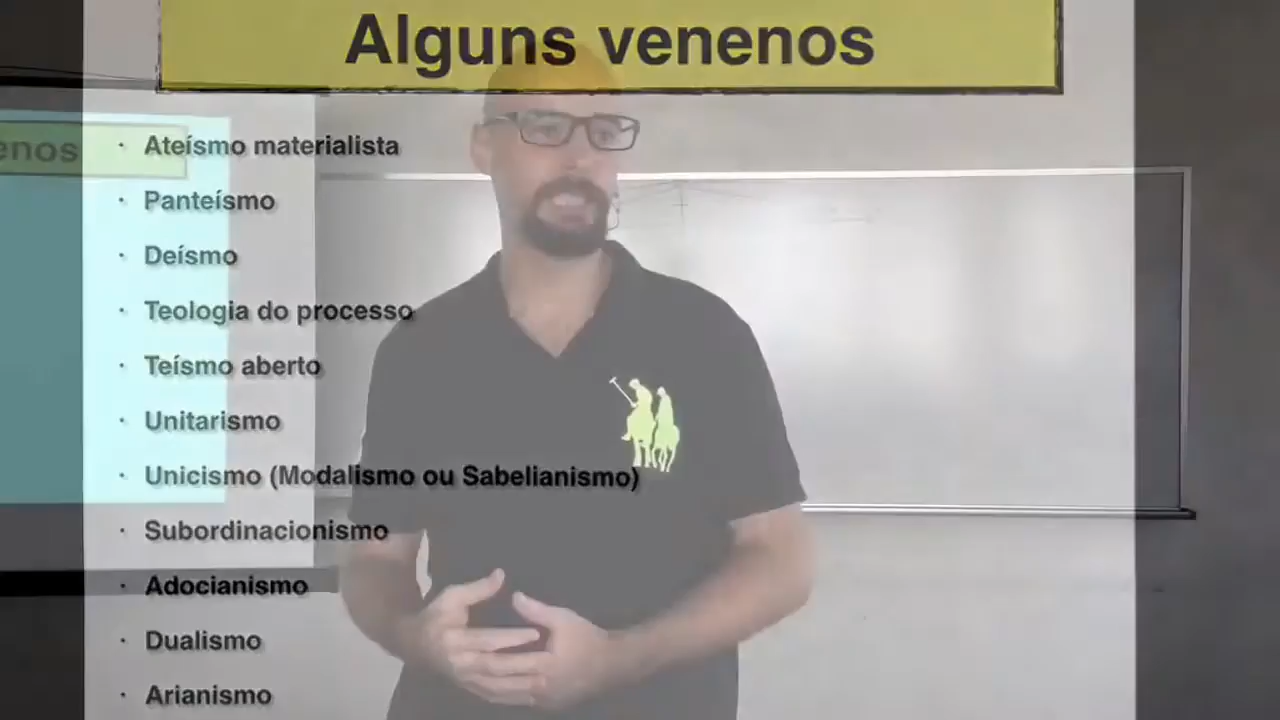 Alguns venenos
enos
· Ateísmo materialista
· Panteísmo
· Deísmo
· Teologia do processo
· Teísmo aberto
· Unitarismo
· Unicismo (Modalismo ou Sabelianismo)
· Subordinacionismo
· Adocianismo
· Dualismo
· Arianismo